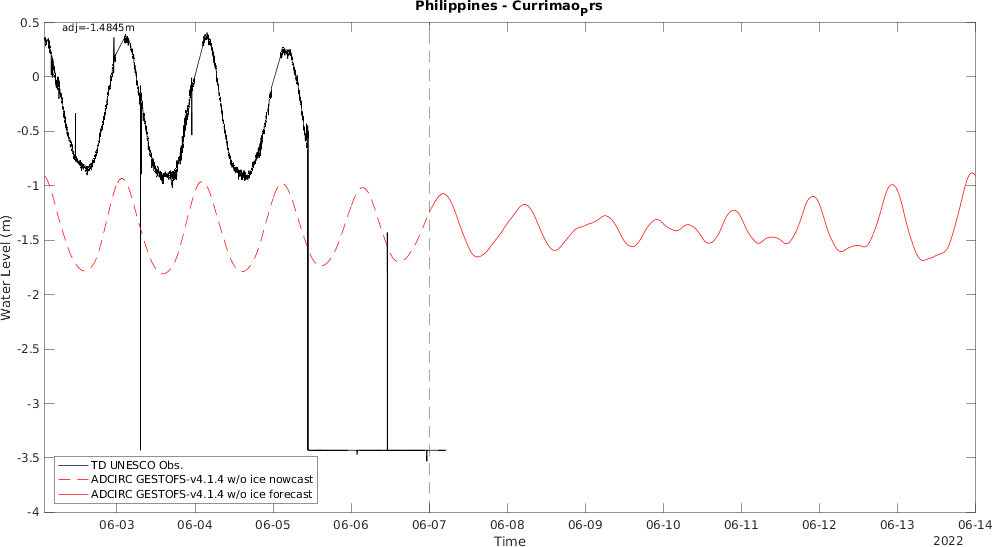 Philippines - Currimao_prs
adj=-1.4845m
0.5
0
-0.5
-1
-1.5
-2
-2.5
-3
-3.5
-4
Water Level (m)
TD UNESCO Obs.
ADCIRC GESTOFS-v4.1.4 w/o ice nowcast
ADCIRC GESTOFS-v4.1.4 w/o ice forecast
06-03 06-04 06-05 06-06 06-07 06-08 06-09 06-10 06-11 06-12 06-13 06-14
Time
2022